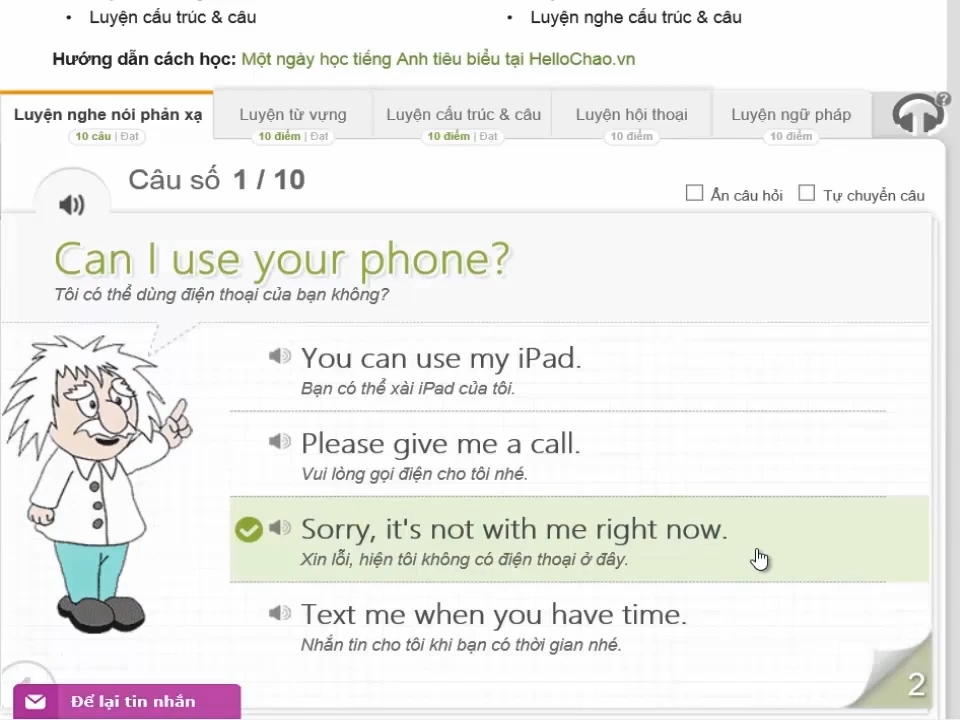 • Luyện cấu trúc & câu
• Luyện nghe cấu trúc & câu
Hướng dẫn cách học: Một ngày học tiếng Anh tiêu biểu tại HelloChao.vn
Luyện nghe nói phản xạ
10 câu | Đạt
Luyện từ vựng
10 điểm | Đạt
Luyện cấu trúc & câu
10 điểm | Đạt
Luyện hội thoại
10 điểm
Luyện ngữ pháp
10 điểm
?
Câu số 1 / 10
Ẩn câu hỏi
Tự chuyển câu
Can I use your phone?
Tôi có thể dùng điện thoại của bạn không?
You can use my iPad.
Bạn có thể xài iPad của tôi.
Please give me a call.
Vui lòng gọi điện cho tôi nhé.
Sorry, it's not with me right now.
Xin lỗi, hiện tôi không có điện thoại ở đây.
Text me when you have time.
Nhắn tin cho tôi khi bạn có thời gian nhé.
2
Để lại tin nhắn